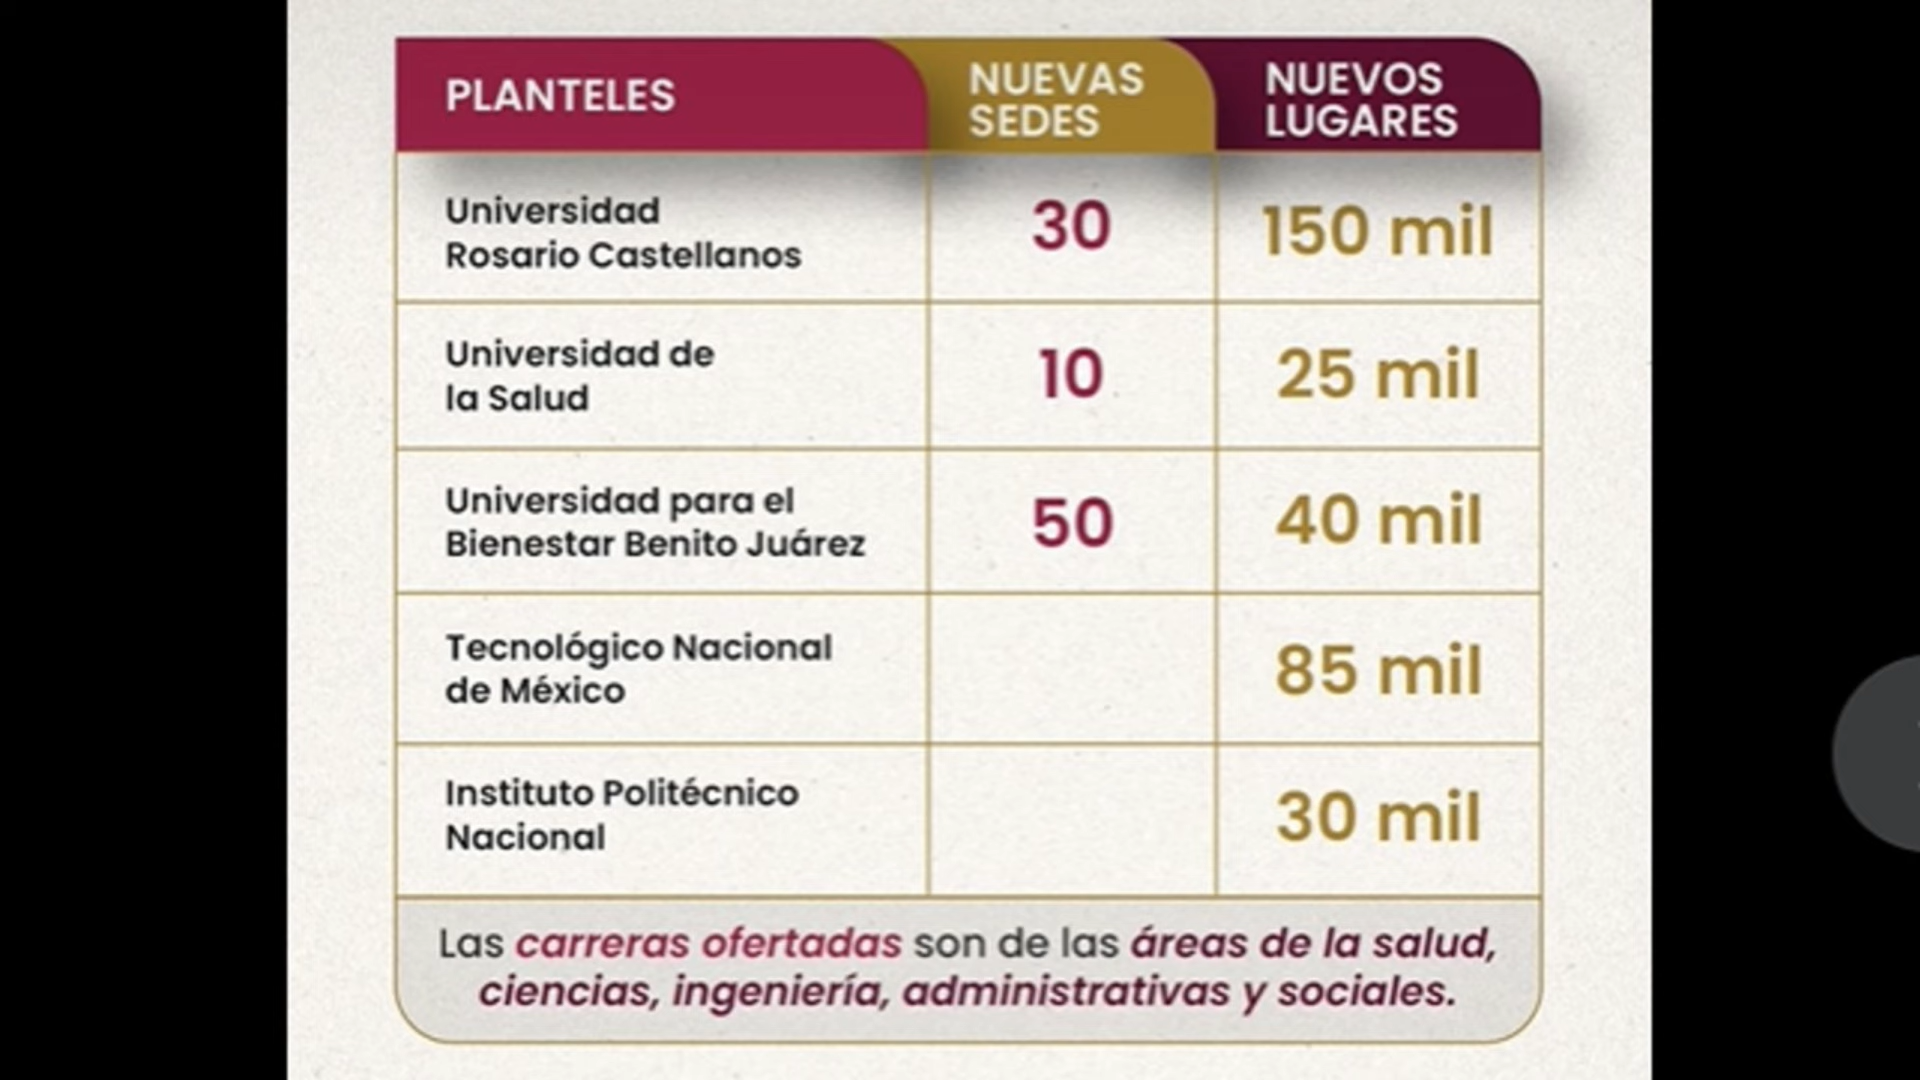 PLANTELES
NUEVAS
SEDES
NUEVOS
LUGARES
Universidad
Rosario Castellanos
30
150 mil
Universidad de
la Salud
10
25 mil
Universidad para el
Bienestar Benito Juárez
50
40 mil
Tecnológico Nacional
de México
85 mil
Instituto Politécnico
Nacional
30 mil
Las carreras ofertadas son de las áreas de la salud,
ciencias, ingeniería, administrativas y sociales.